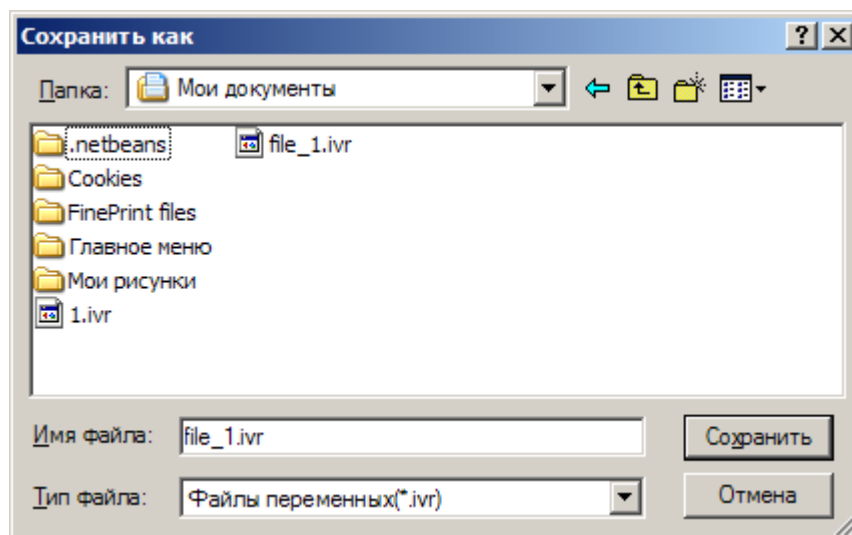 Сохранить как
Папка: Мои документы
.netbeans
Cookies
FinePrint files
Главное меню
Мои рисунки
1.ivr
file_1.ivr
Имя файла: file_1.ivr
Сохранить
Тип файла: Файлы переменных(*.ivr)
Отмена